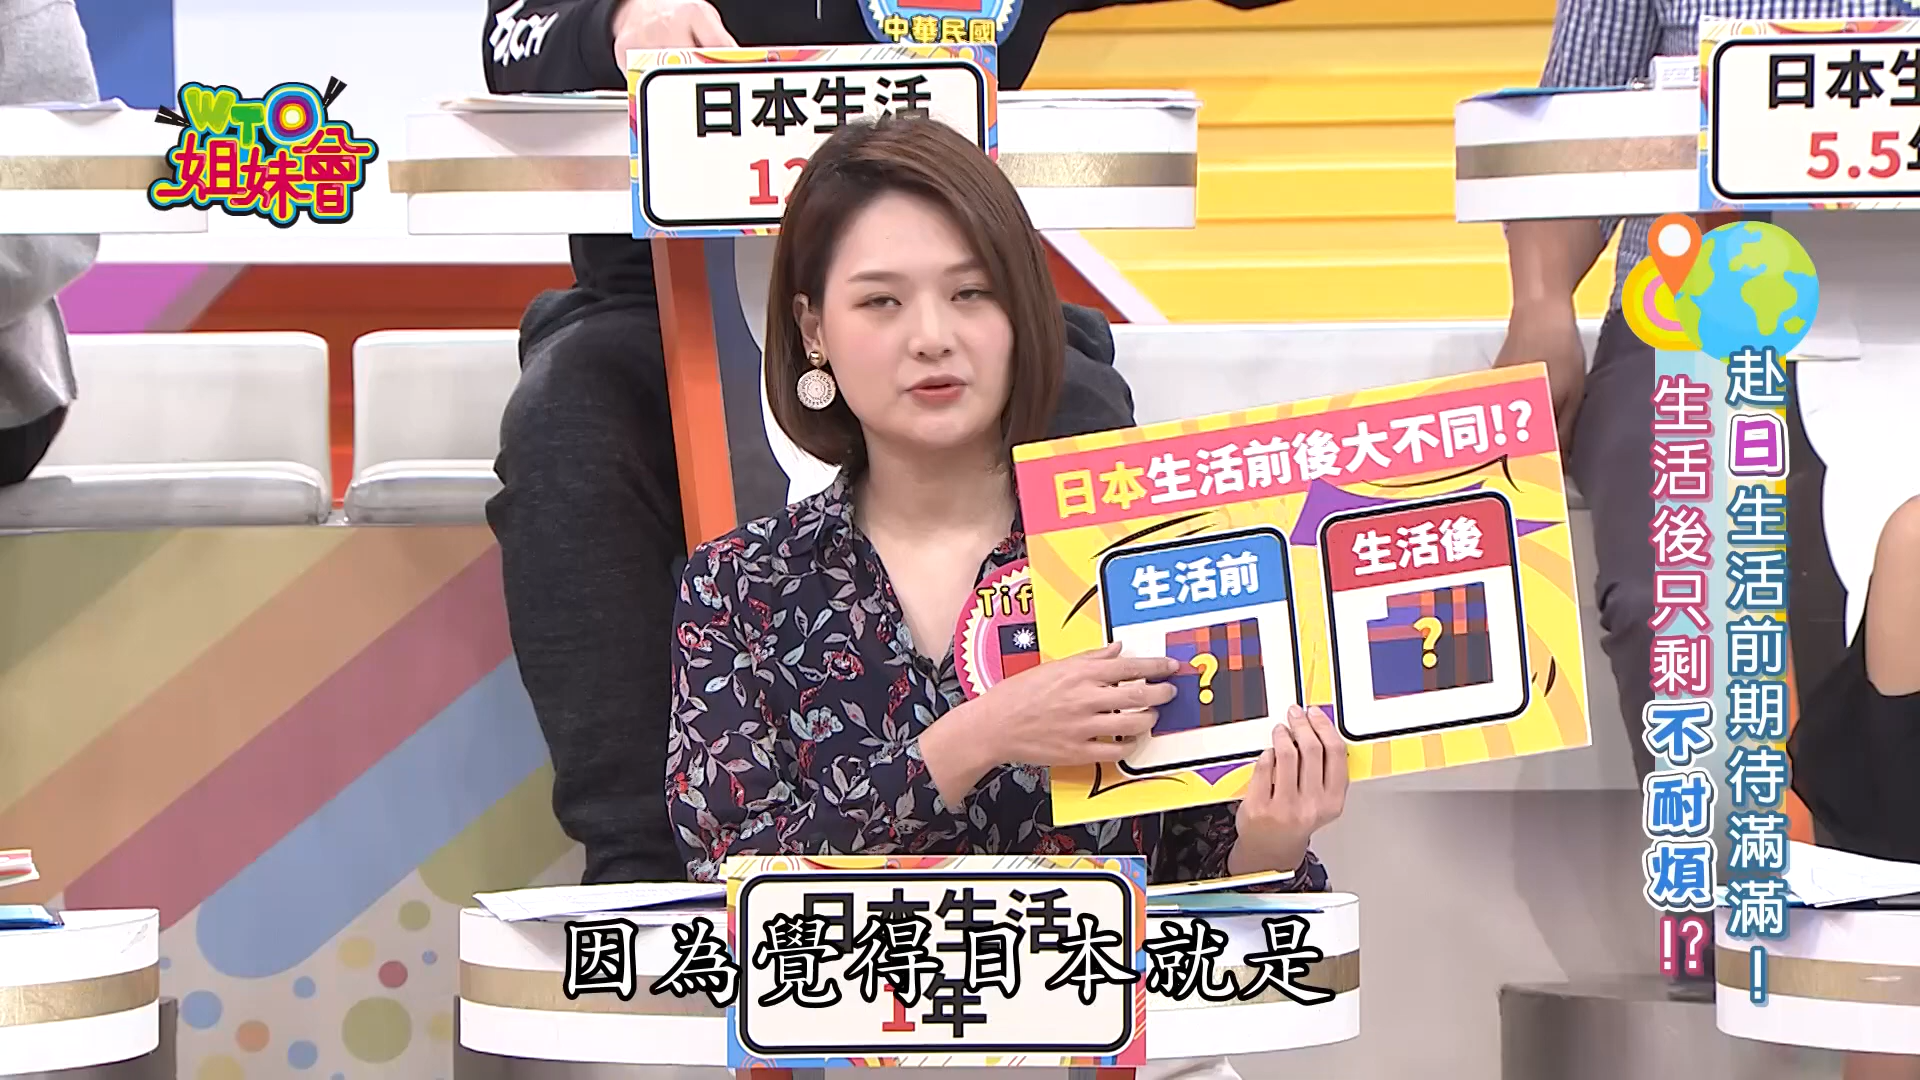 WTO
姐妹會
中華民國
日本生活
12
日本生
5.5年
赴日生活前期待滿滿！
生活後只剩不耐煩!?
日本生活前後大不同!?
生活前
生活後
?
?
Tif
日本生活
1年
因為覺得日本就是